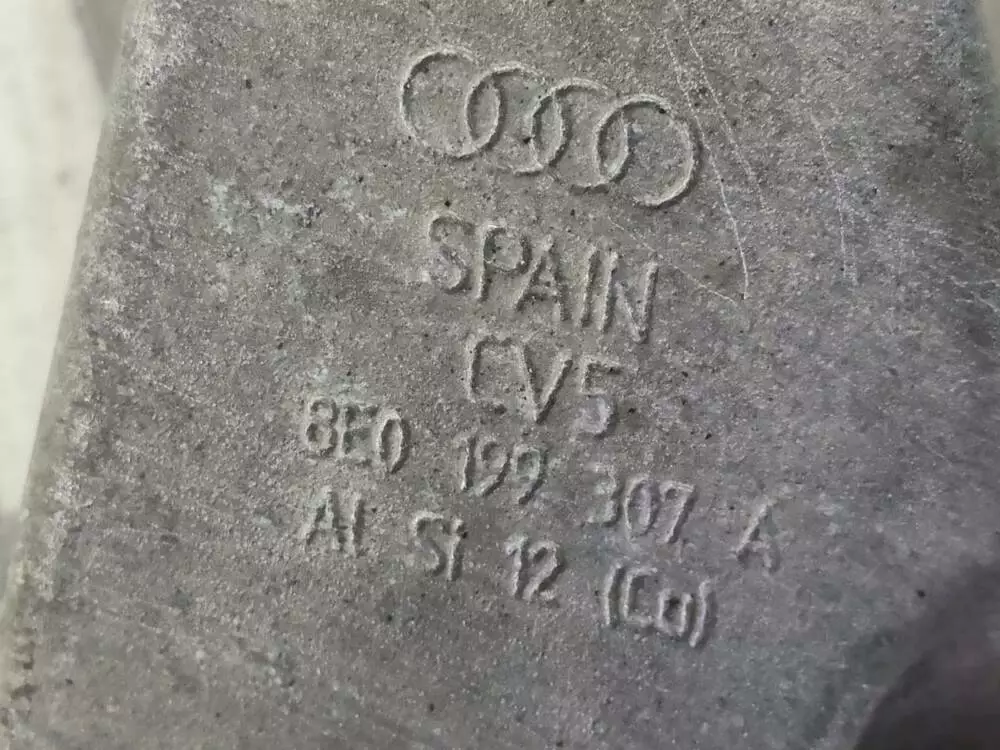 SPAIN
CV5
8E0 199 307 A
Al Si 12 (Cu)